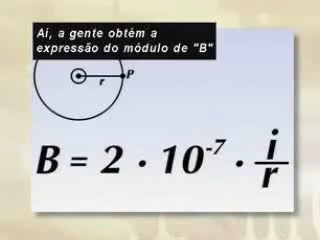 Aí, a gente obtém a
expressão do módulo de "B"
P
r
B = 2 · 10⁻⁷ · i/r